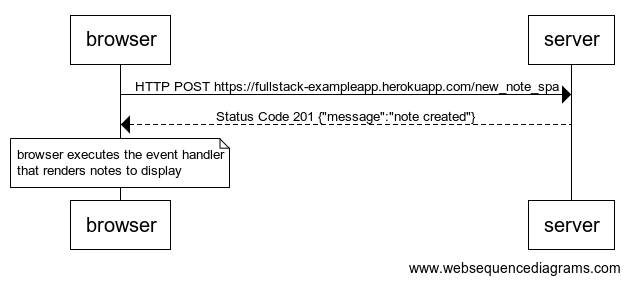 browser
server
HTTP POST https://fullstack-exampleapp.herokuapp.com/new_note_spa
Status Code 201 {"message":"note created"}
browser executes the event handler
that renders notes to display
browser
server
www.websequencediagrams.com